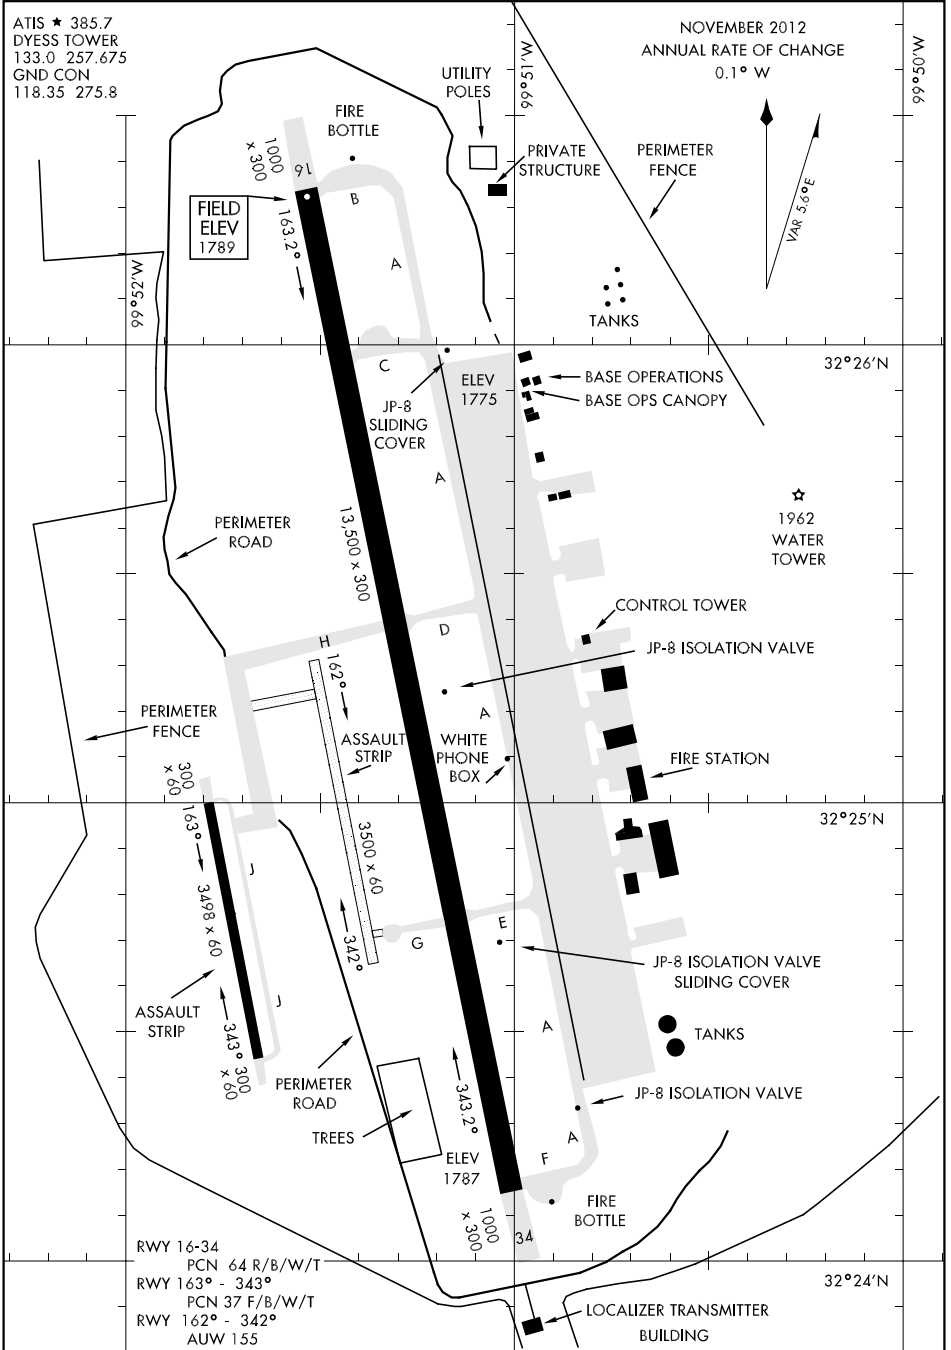 ATIS ★ 385.7
DYESS TOWER
133.0 257.675
GND CON
118.35 275.8
NOVEMBER 2012
ANNUAL RATE OF CHANGE
0.1° W
VAR 5.6°E
99°51'W
99°50'W
99°52'W
UTILITY
POLES
FIRE
BOTTLE
1000
x 300
16
PRIVATE
STRUCTURE
PERIMETER
FENCE
B
FIELD
ELEV
1789
163.2°
A
TANKS
32°26'N
C
ELEV
1775
BASE OPERATIONS
BASE OPS CANOPY
JP-8
SLIDING
COVER
A
13,500 x 300
PERIMETER
ROAD
1962
WATER
TOWER
CONTROL TOWER
D
H
JP-8 ISOLATION VALVE
162°
PERIMETER
FENCE
A
ASSAULT
STRIP
WHITE
PHONE
BOX
FIRE STATION
300
x 60
163°
32°25'N
3500 x 60
J
3498 x 60
E
G
342°
JP-8 ISOLATION VALVE
SLIDING COVER
ASSAULT
STRIP
J
343°
300
x 60
A
TANKS
PERIMETER
ROAD
343.2°
JP-8 ISOLATION VALVE
TREES
A
F
ELEV
1787
1000
x 300
34
FIRE
BOTTLE
RWY 16-34
PCN 64 R/B/W/T
RWY 163° - 343°
PCN 37 F/B/W/T
RWY 162° - 342°
AUW 155
32°24'N
LOCALIZER TRANSMITTER
BUILDING